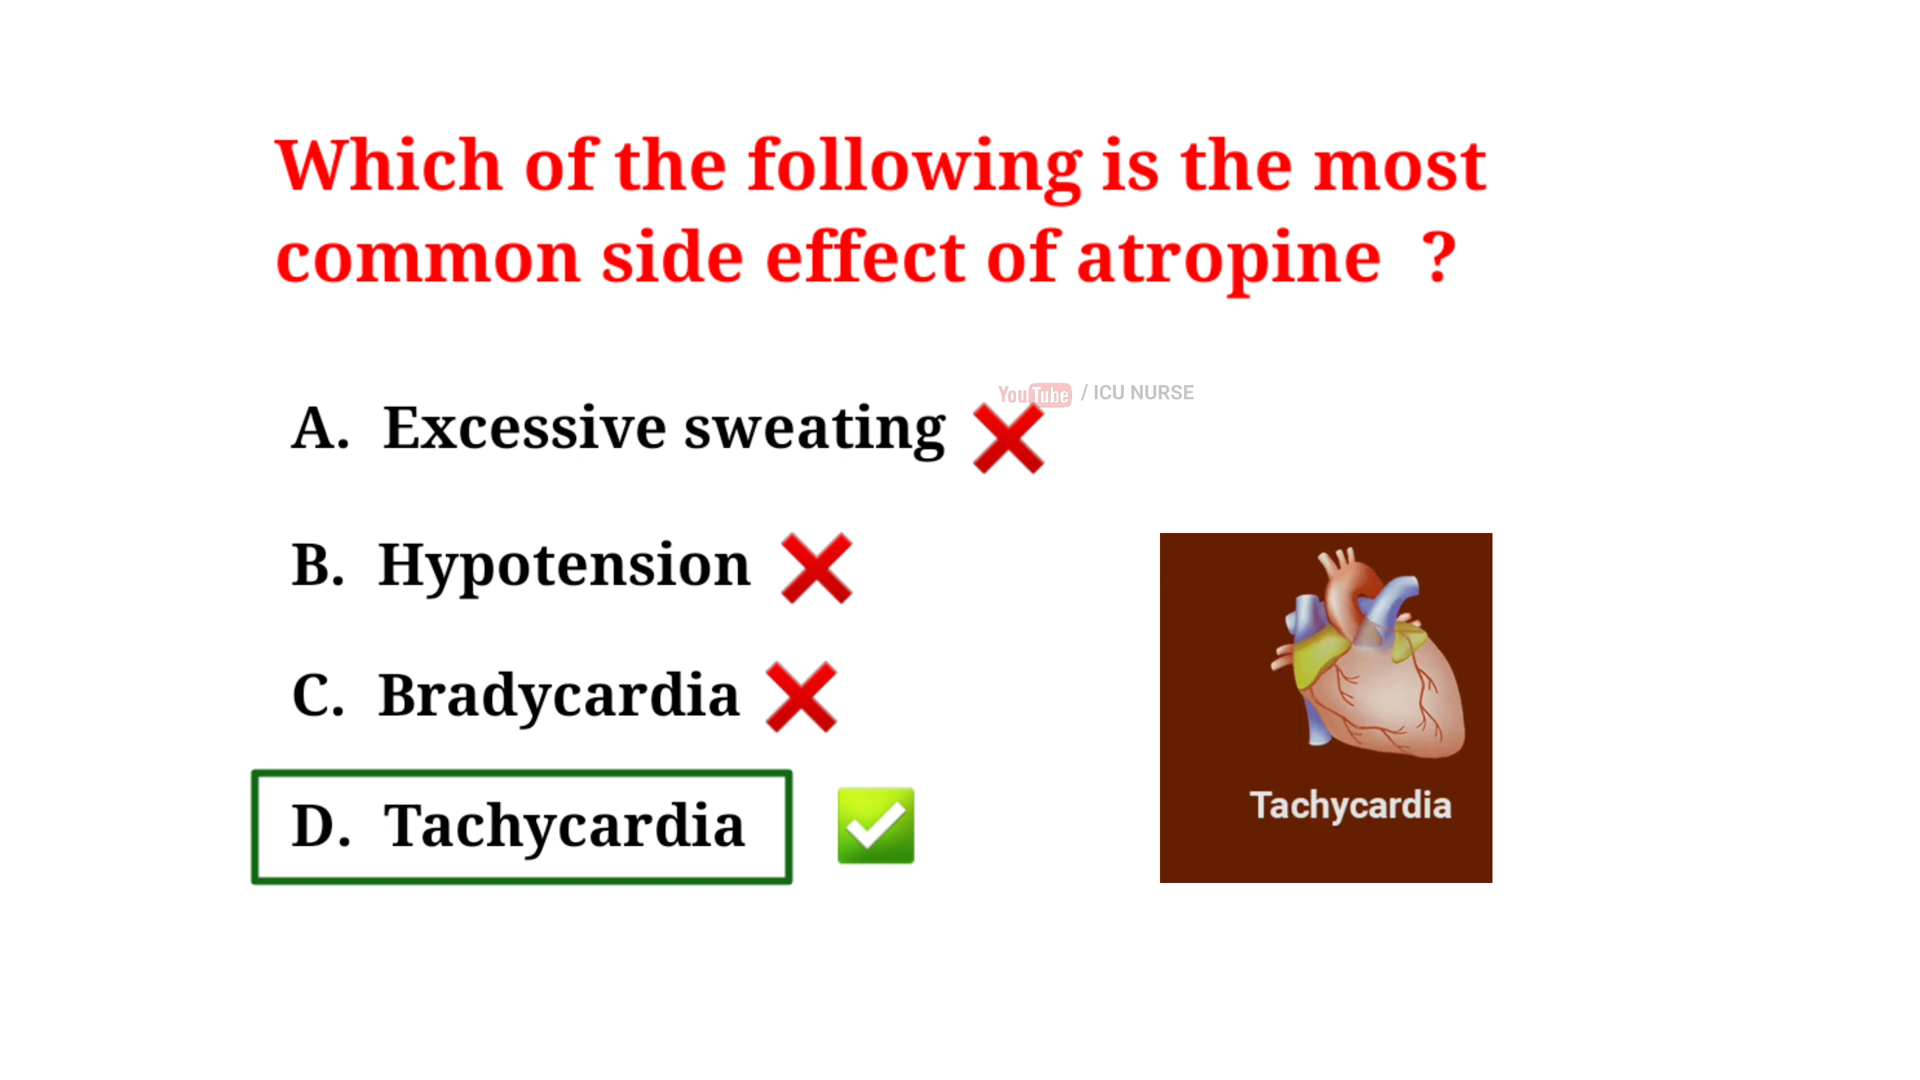 Which of the following is the most
common side effect of atropine ?
YouTube / ICU NURSE
A. Excessive sweating
B. Hypotension
C. Bradycardia
D. Tachycardia
Tachycardia